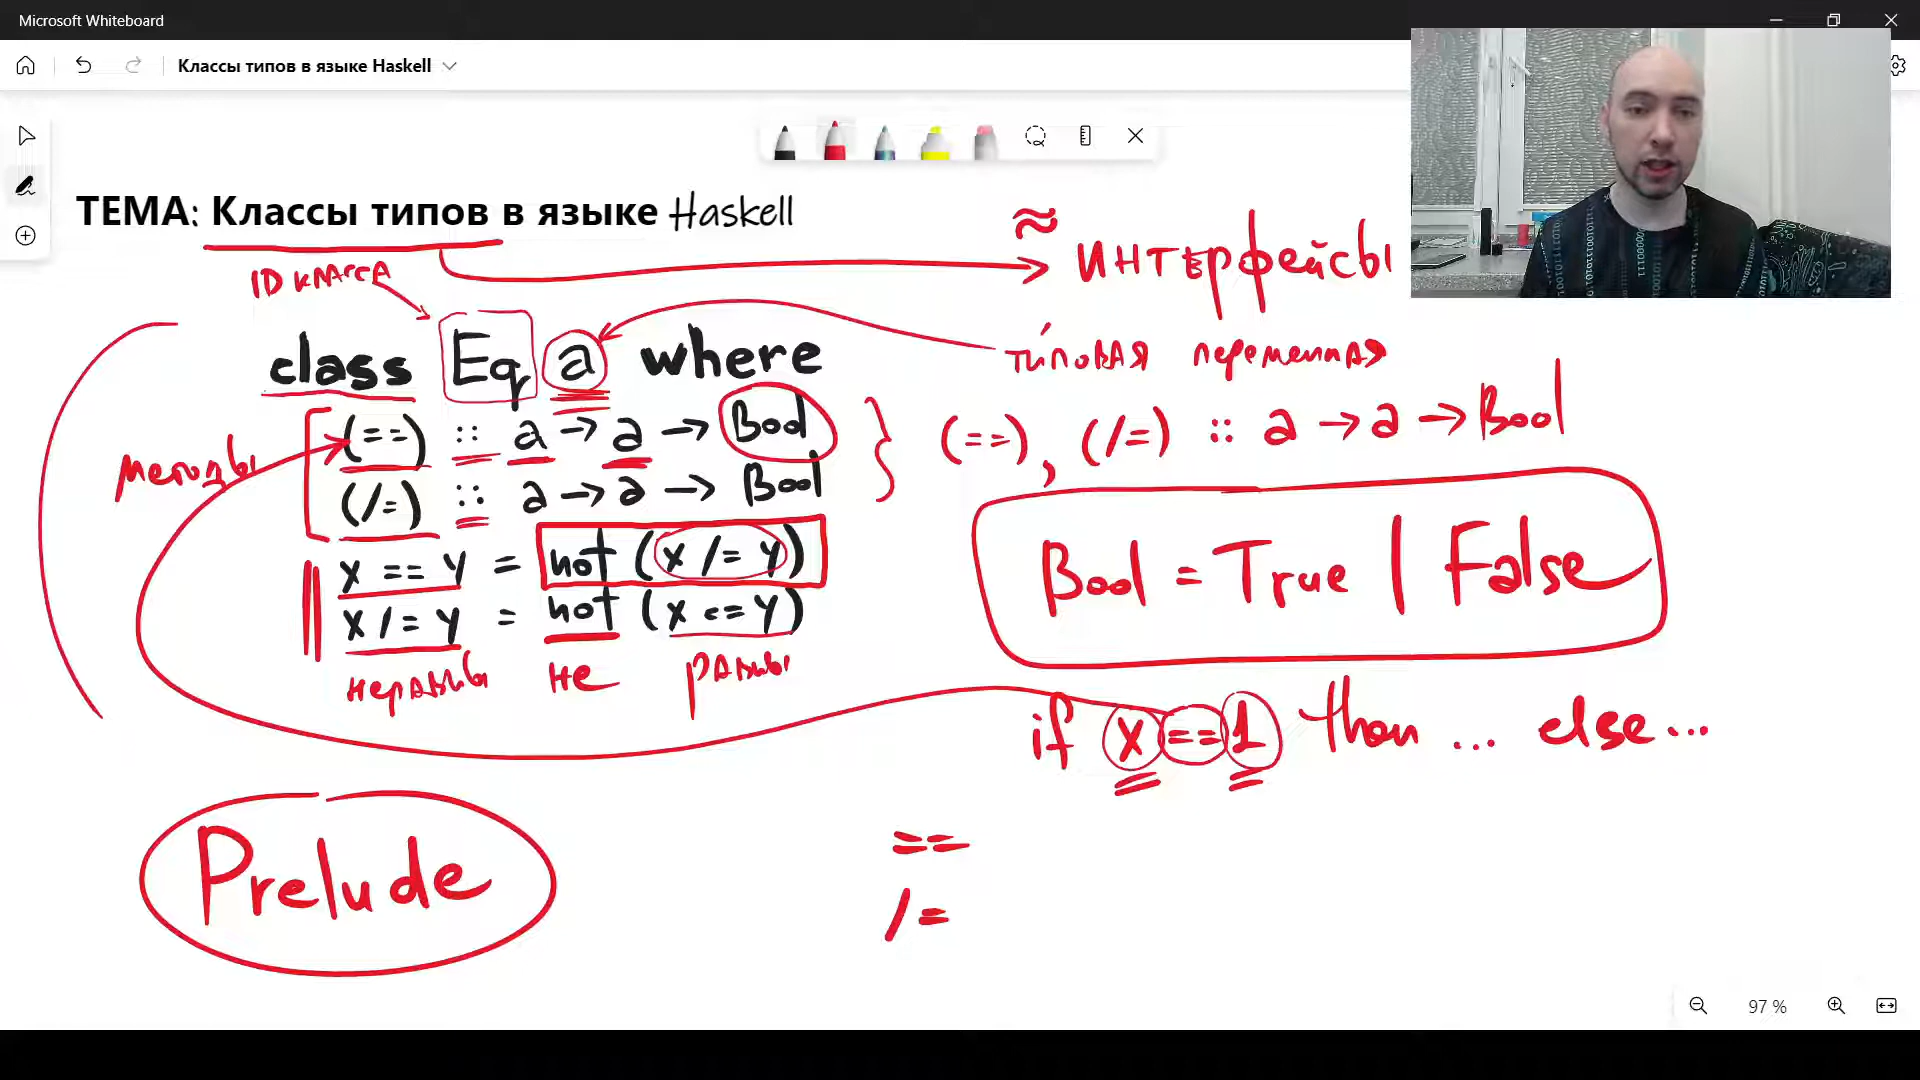 Microsoft Whiteboard
Классы типов в языке Haskell
ТЕМА: Классы типов в языке Haskell
≈
ИНТЕРФЕЙСЫ
ID класса
class Eq a where
типовая переменная
методы
(==) :: a → a → Bool
(/=) :: a → a → Bool
(==), (/=) :: a → a → Bool
x == y = not (x /= y)
x /= y = not (x == y)
неравны не равны
Bool = True | False
if x == 1 then ... else ...
Prelude
==
/=
97 %